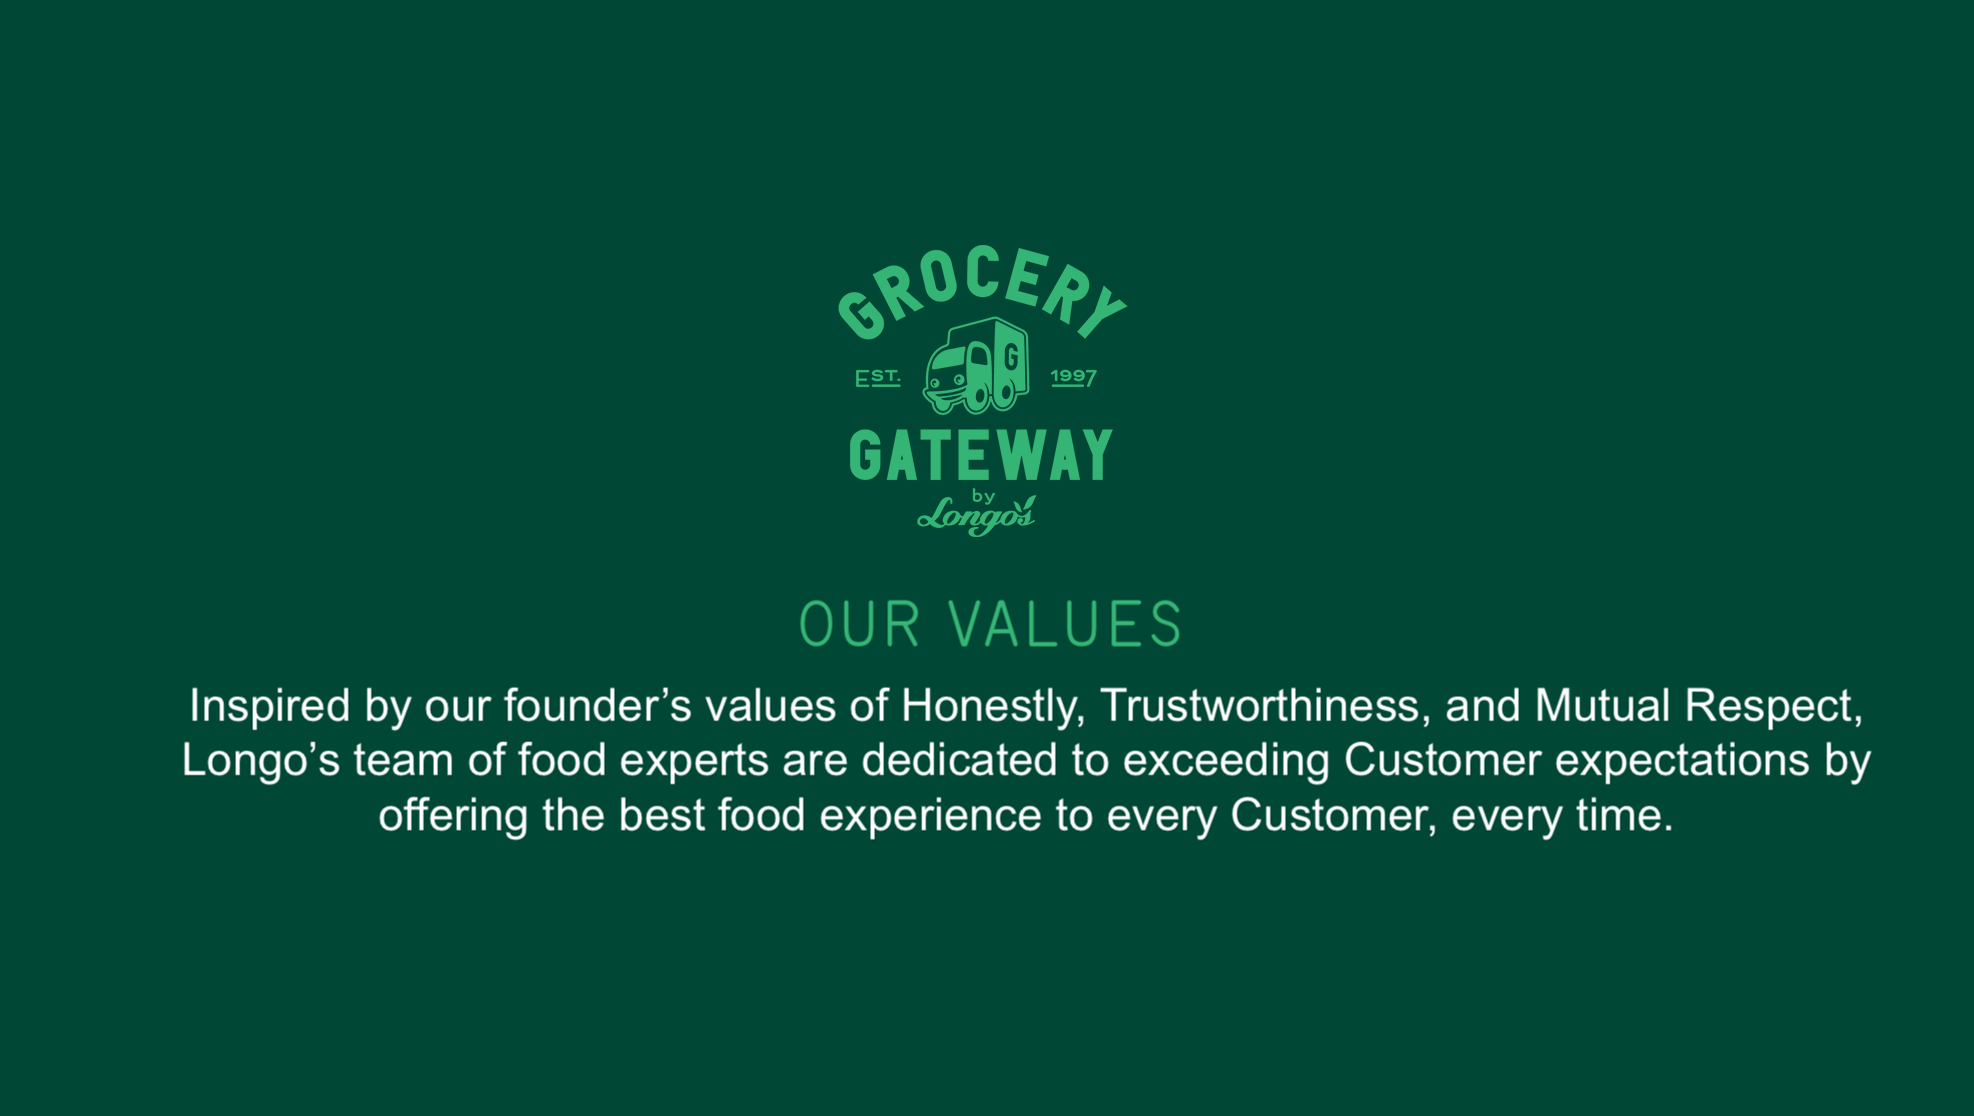 GROCERY
EST. 1997
G
GATEWAY
by
Longo's
OUR VALUES
Inspired by our founder’s values of Honestly, Trustworthiness, and Mutual Respect,
Longo’s team of food experts are dedicated to exceeding Customer expectations by
offering the best food experience to every Customer, every time.